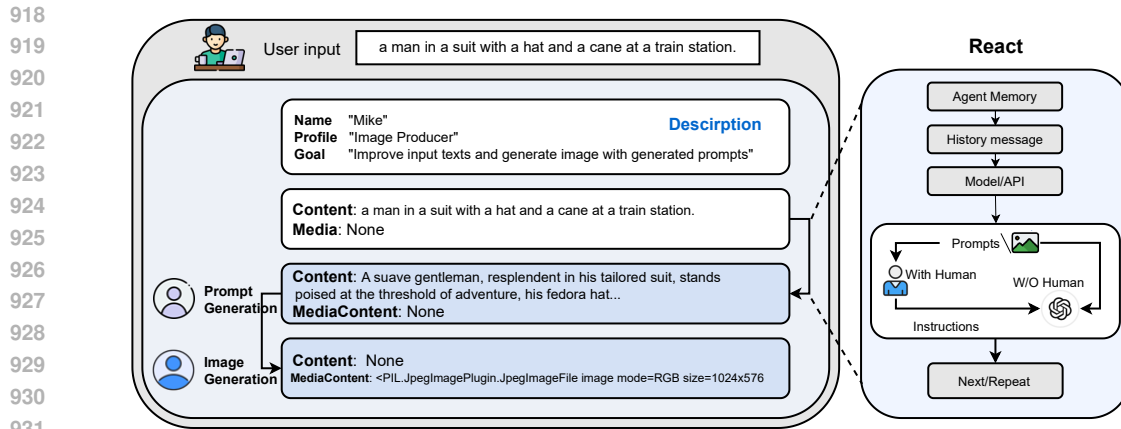 918
919
920
921
922
923
924
925
926
927
928
929
930
931
User input
a man in a suit with a hat and a cane at a train station.
Name "Mike"
Profile "Image Producer"
Goal "Improve input texts and generate image with generated prompts"
Descirption
Content: a man in a suit with a hat and a cane at a train station.
Media: None
Prompt
Generation
Content: A suave gentleman, resplendent in his tailored suit, stands
poised at the threshold of adventure, his fedora hat...
MediaContent: None
Image
Generation
Content: None
MediaContent: <PIL.JpegImagePlugin.JpegImageFile image mode=RGB size=1024x576
React
Agent Memory
History message
Model/API
Prompts
With Human
W/O Human
Instructions
Next/Repeat